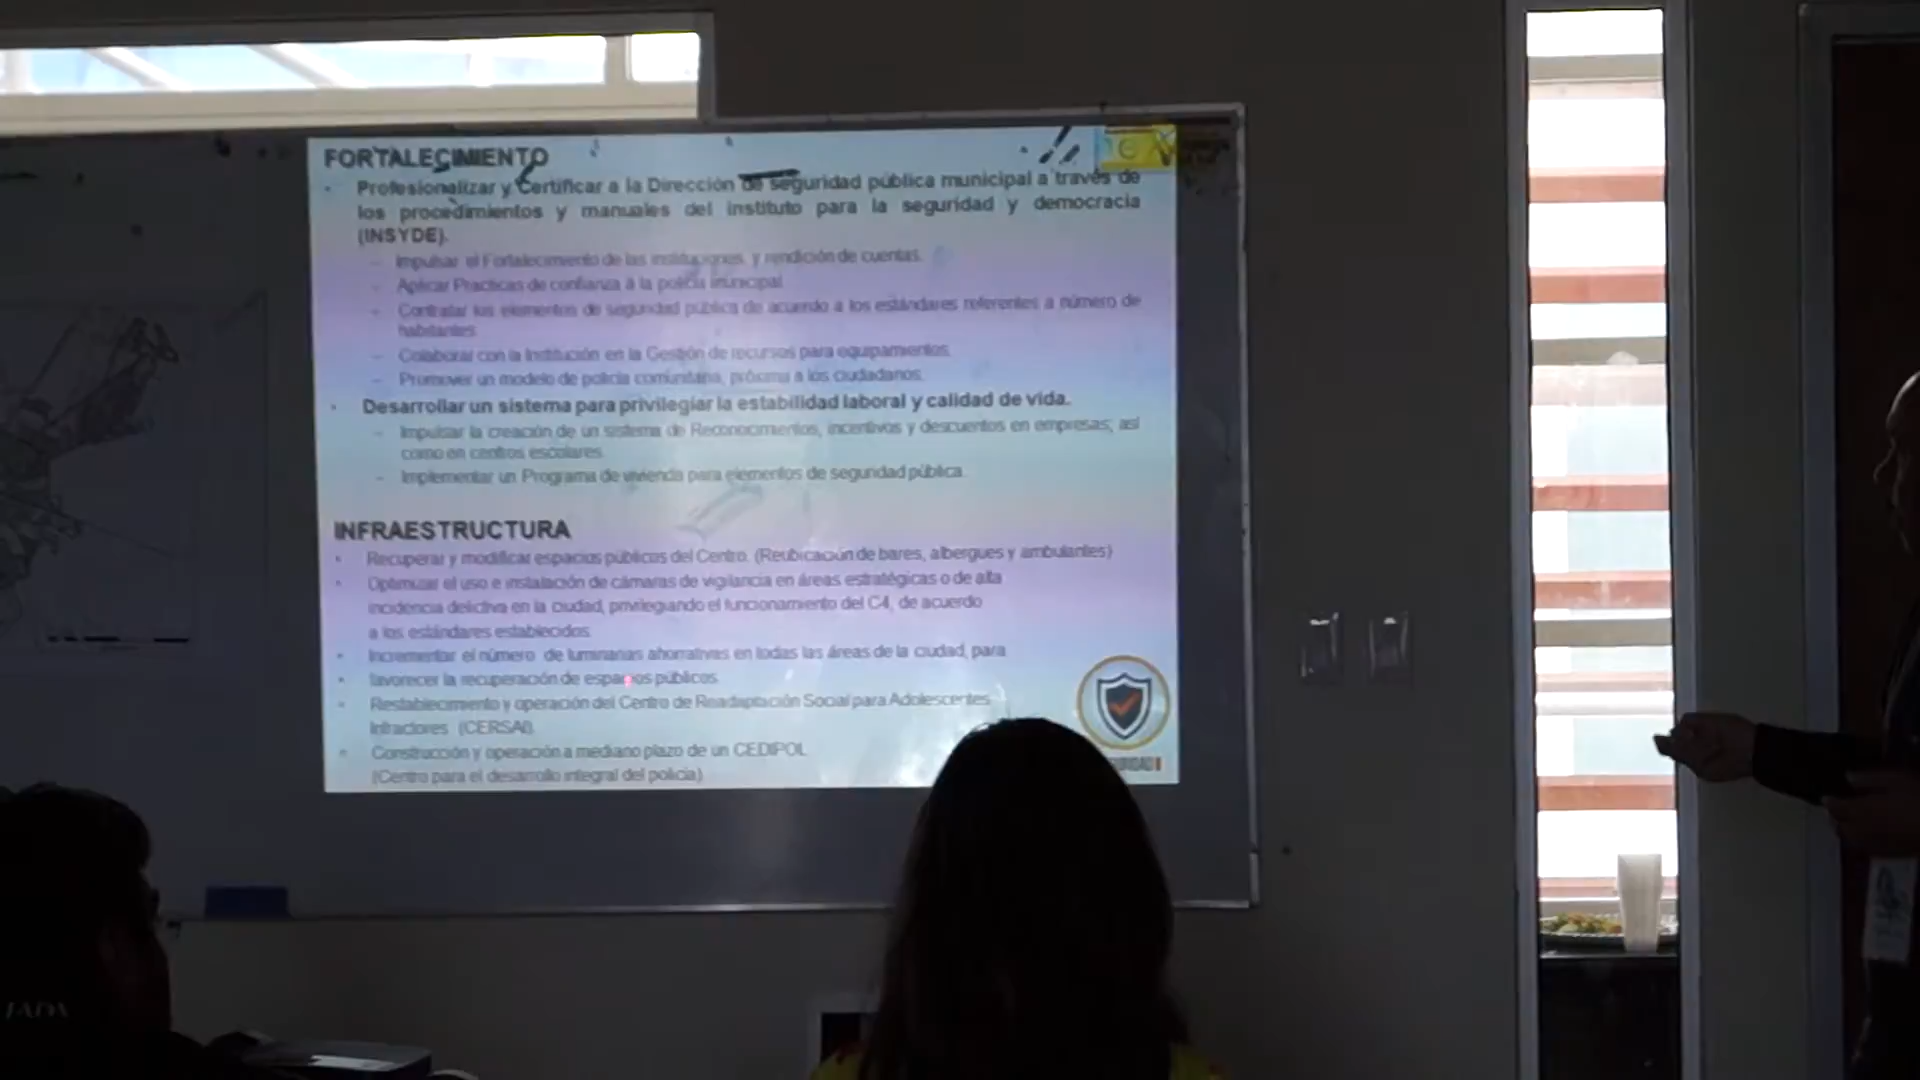 FORTALECIMIENTO
Profesionalizar y Certificar a la Dirección de seguridad pública municipal a través de
los procedimientos y manuales del instituto para la seguridad y democracia
(INSYDE).
– Impulsar el Fortalecimiento de las instituciones, y rendición de cuentas.
– Aplicar Practicas de confianza a la policía municipal
Contratar los elementos de seguridad pública de acuerdo a los estándares referentes a número de
habitantes.
– Colaborar con la Institución en la Gestión de recursos para equipamientos.
– Promover un modelo de policía comunitaria, próxima a los ciudadanos.
Desarrollar un sistema para privilegiar la estabilidad laboral y calidad de vida.
– Impulsar la creación de un sistema de Reconocimientos, incentivos y descuentos en empresas, así
como en centros escolares.
– Implementar un Programa de vivienda para elementos de seguridad pública.
INFRAESTRUCTURA
Recuperar y modificar espacios públicos del Centro. (Reubicación de bares, albergues y ambulantes)
Optimizar el uso e instalación de cámaras de vigilancia en áreas estratégicas o de alta
incidencia delictiva en la ciudad, privilegiando el funcionamiento del C4, de acuerdo
a los estándares establecidos.
Incrementar el número de luminarias ahorrativas en todas las áreas de la ciudad, para
favorecer la recuperación de espacios públicos.
Restablecimiento y operación del Centro de Readaptación Social para Adolescentes
Infractores (CERSAI).
Construcción y operación a mediano plazo de un CEDIPOL
(Centro para el desarrollo integral del policía)